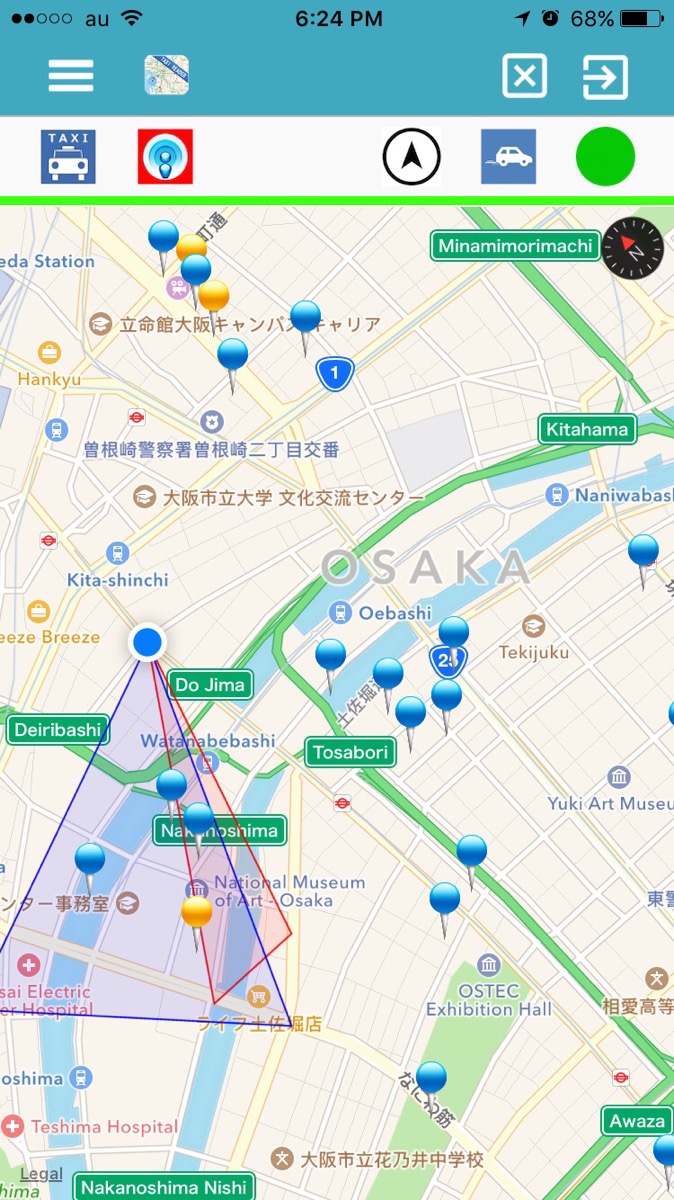 au 6:24 PM 68%
TAXI RADAR
TAXI
町通
Minamimorimachi
N
eda Station
立命館大阪キャンパスキャリア
1
Hankyu
Kitahama
曽根崎警察署曽根崎二丁目交番
大阪市立大学 文化交流センター
Naniwabash
Kita-shinchi
OSAKA
eeze Breeze
Oebashi
Tekijuku
25
Do Jima
土佐堀通
Deiribashi
Watanabebashi
Tosabori
Yuki Art Museu
Nakanoshima
National Museum
of Art - Osaka
ンター事務室
東警
sai Electric
er Hospital
OSTEC
Exhibition Hall
相愛高等
ライフ土佐堀店
oshima
なにわ筋
Teshima Hospital
Awaza
大阪市立花乃井中学校
Legal
hima
Nakanoshima Nishi